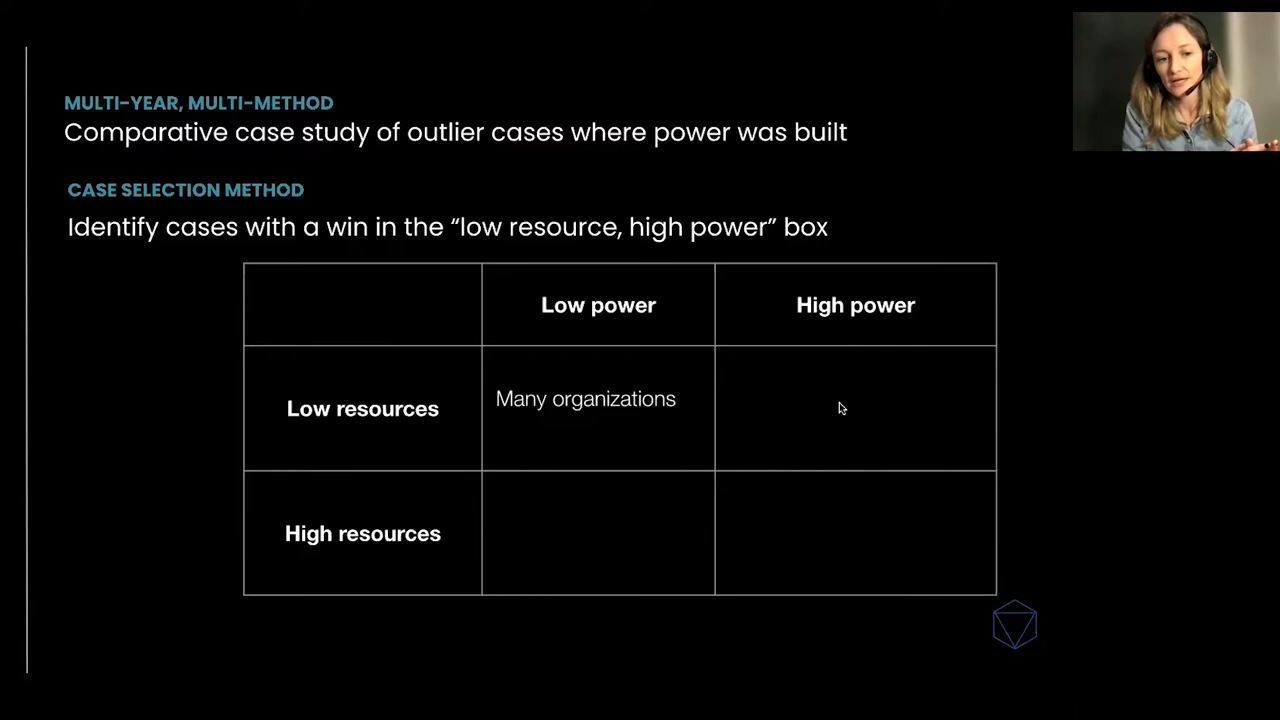 MULTI-YEAR, MULTI-METHOD
Comparative case study of outlier cases where power was built
CASE SELECTION METHOD
Identify cases with a win in the “low resource, high power” box
Low power
High power
Low resources
Many organizations
High resources